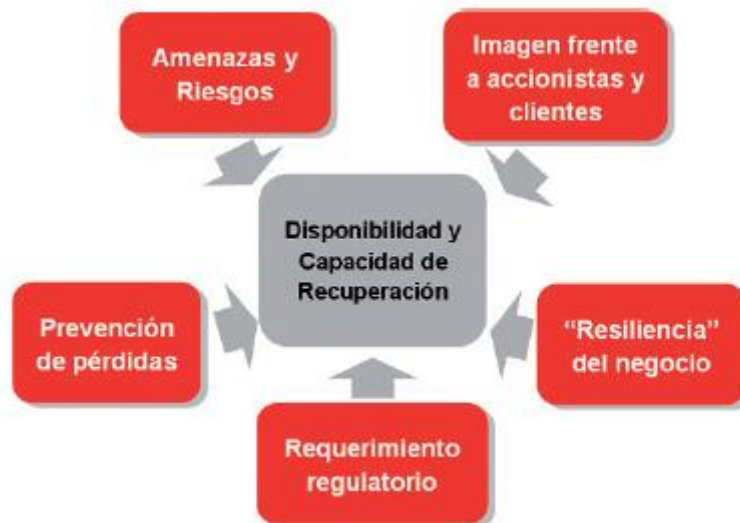 Amenazas y
Riesgos
Imagen frente
a accionistas y
clientes
Disponibilidad y
Capacidad de
Recuperación
Prevención
de pérdidas
“Resiliencia”
del negocio
Requerimiento
regulatorio